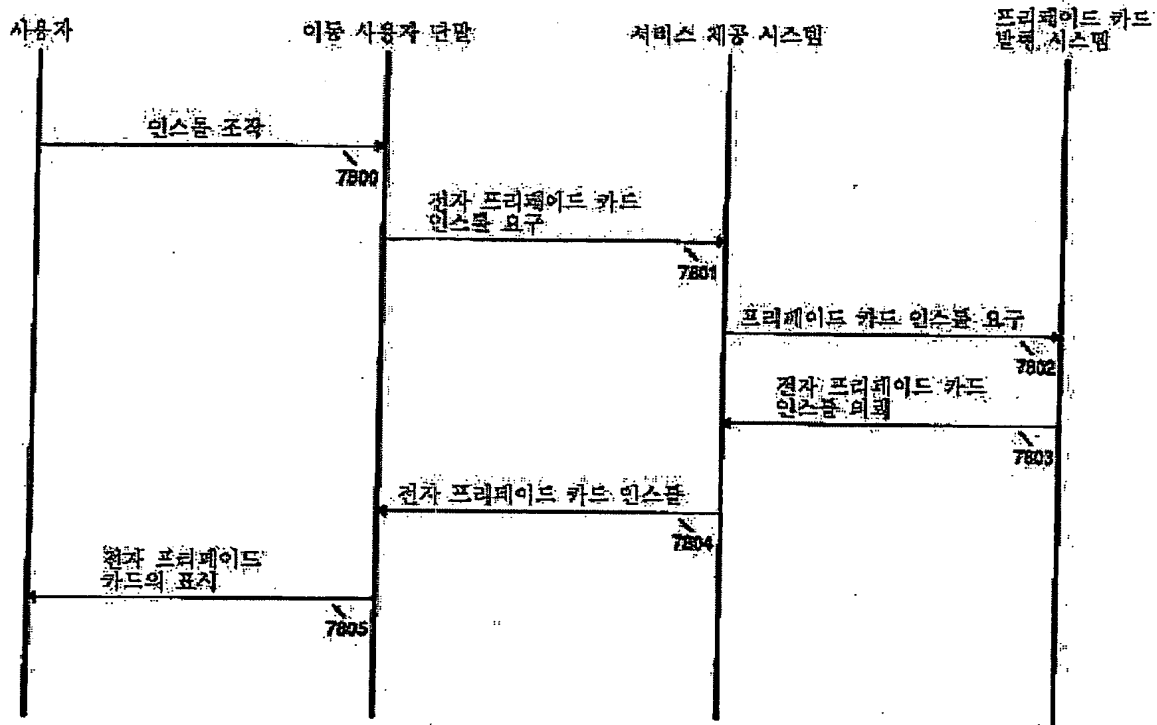 사용자
이동 사용자 단말
서비스 제공 시스템
프리페이드 카드
발행 시스템
인스톨 조작
7800
전자 프리페이드 카드
인스톨 요구
7801
프리페이드 카드 인스톨 요구
7802
전자 프리페이드 카드
인스톨 의뢰
7803
전자 프리페이드 카드 인스톨
7804
전자 프리페이드
카드의 표시
7805